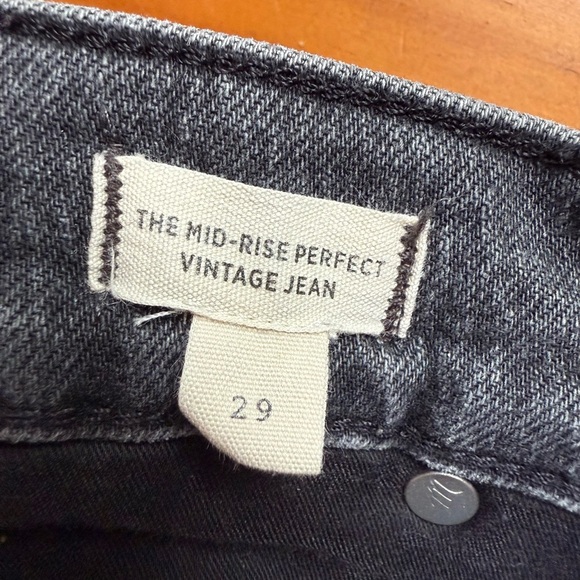 THE MID-RISE PERFECT
VINTAGE JEAN
29